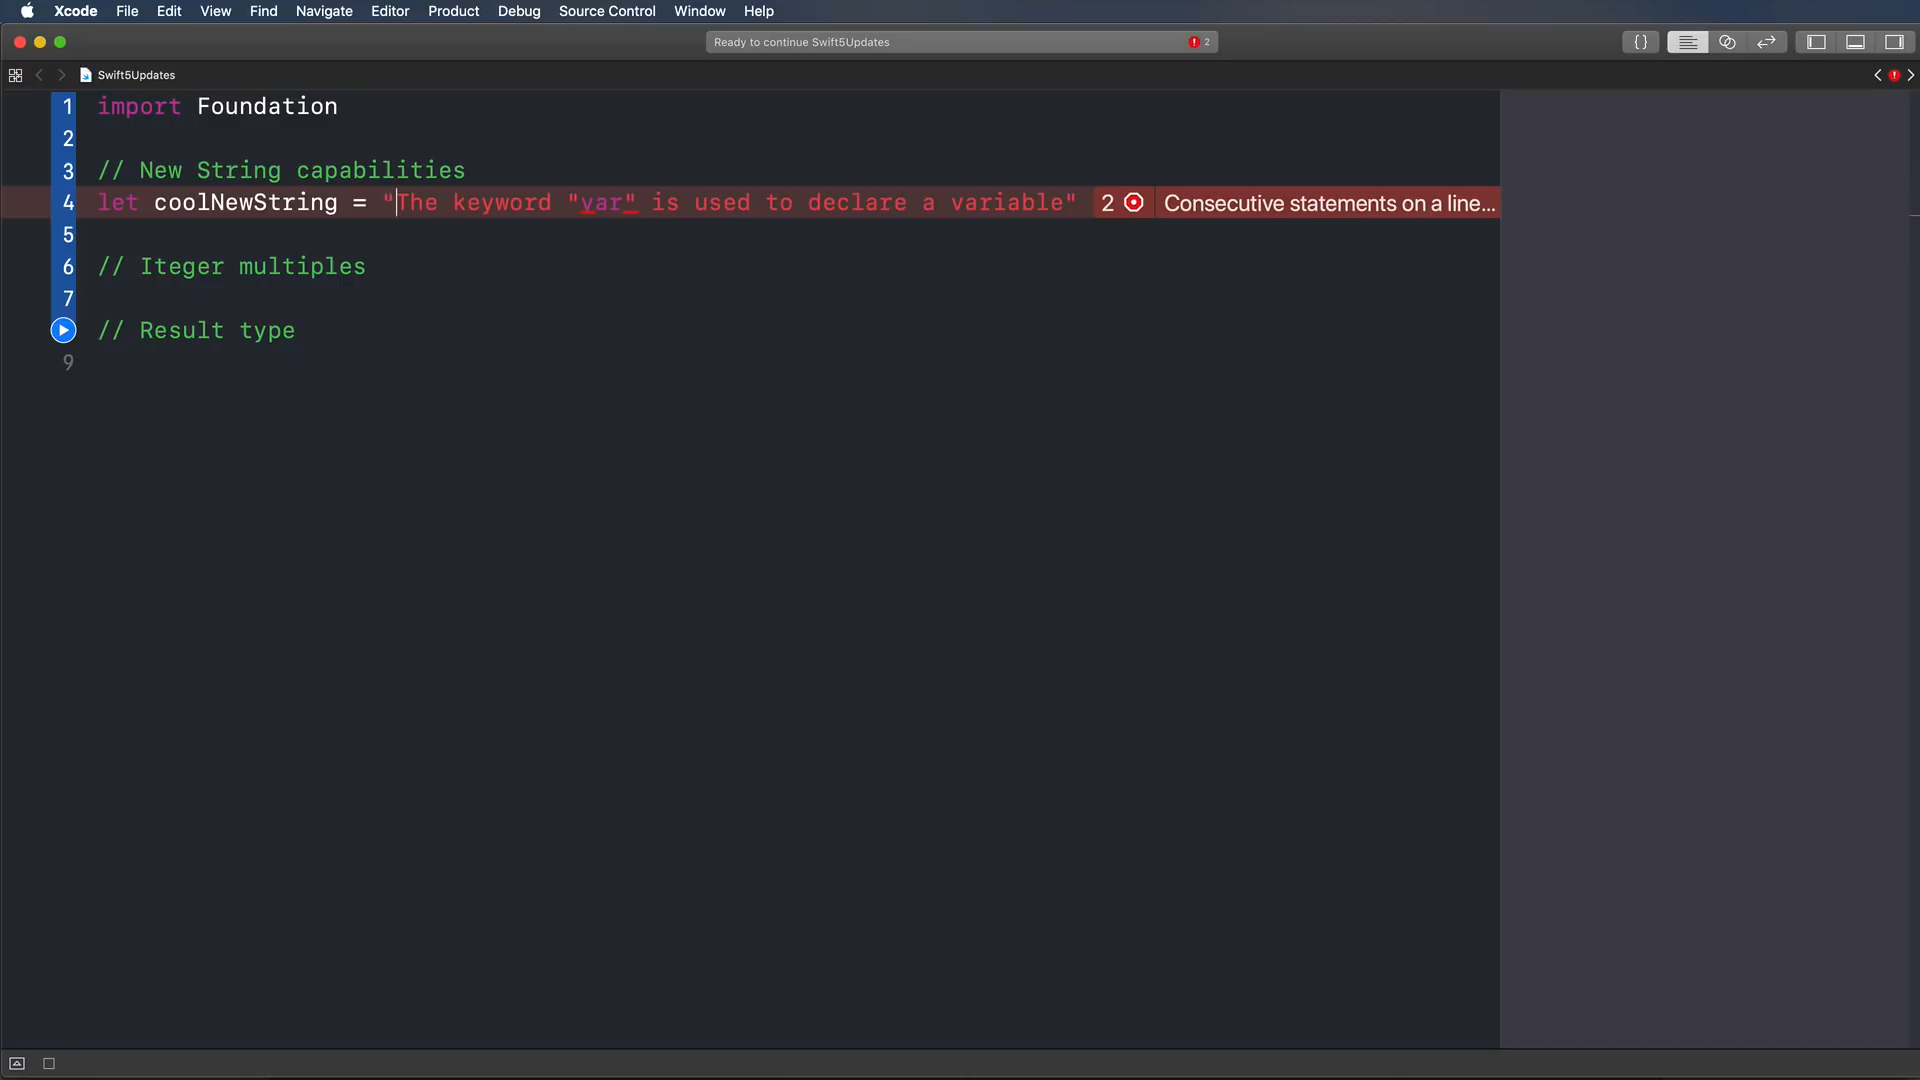 Xcode File Edit View Find Navigate Editor Product Debug Source Control Window Help
Ready to continue Swift5Updates 2
{}
Swift5Updates
1 import Foundation
2
3 // New String capabilities
4 let coolNewString = "The keyword "var" is used to declare a variable" 2 Consecutive statements on a line...
5
6 // Iteger multiples
7
// Result type
9